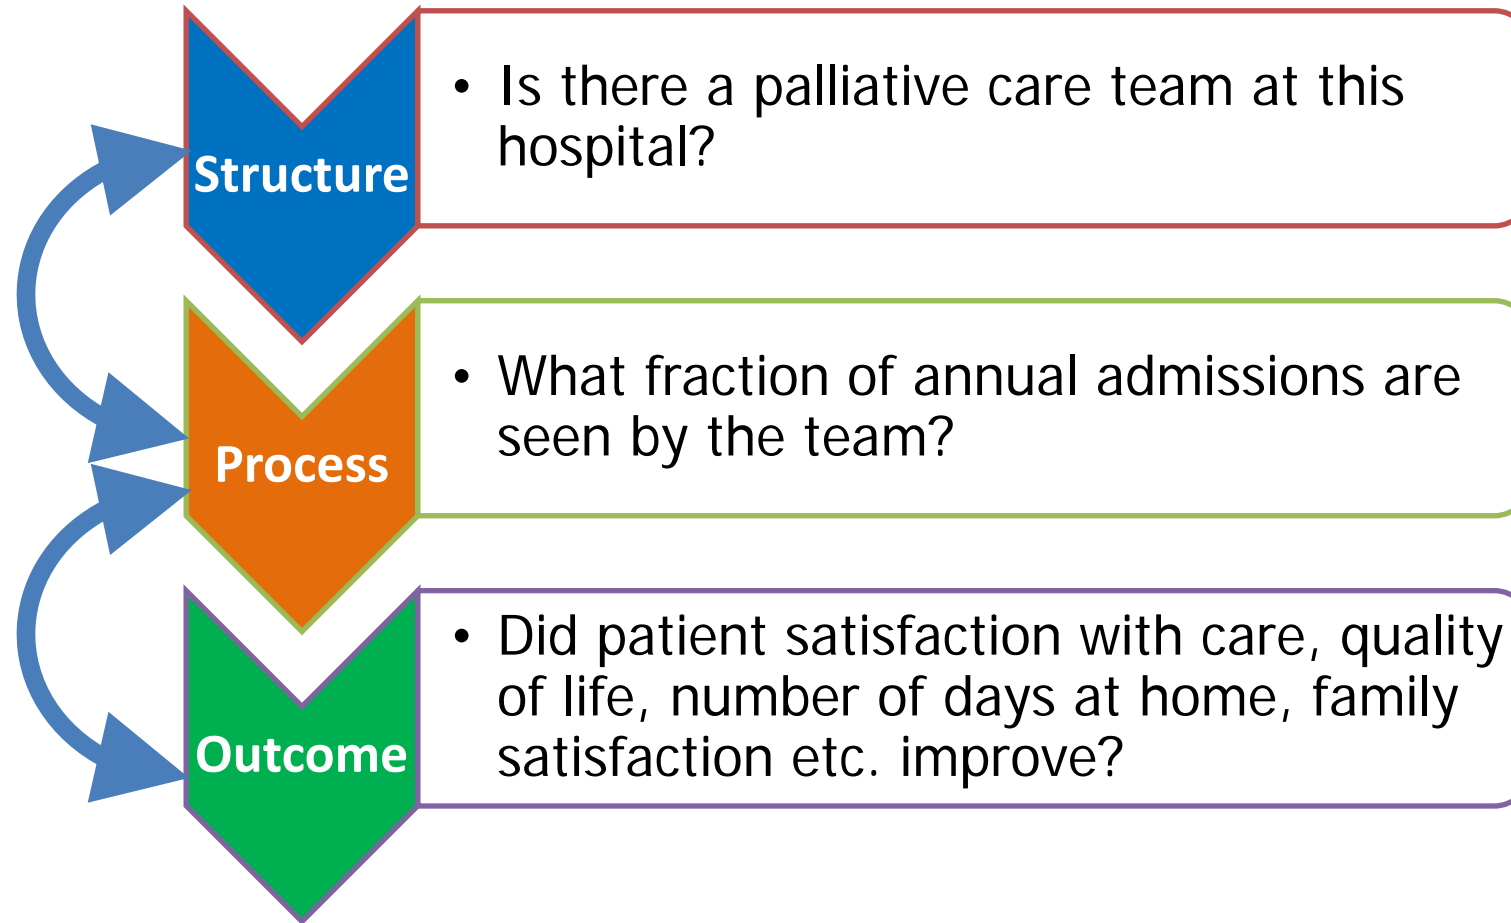 Structure
• Is there a palliative care team at this
hospital?
Process
• What fraction of annual admissions are
seen by the team?
Outcome
• Did patient satisfaction with care, quality
of life, number of days at home, family
satisfaction etc. improve?